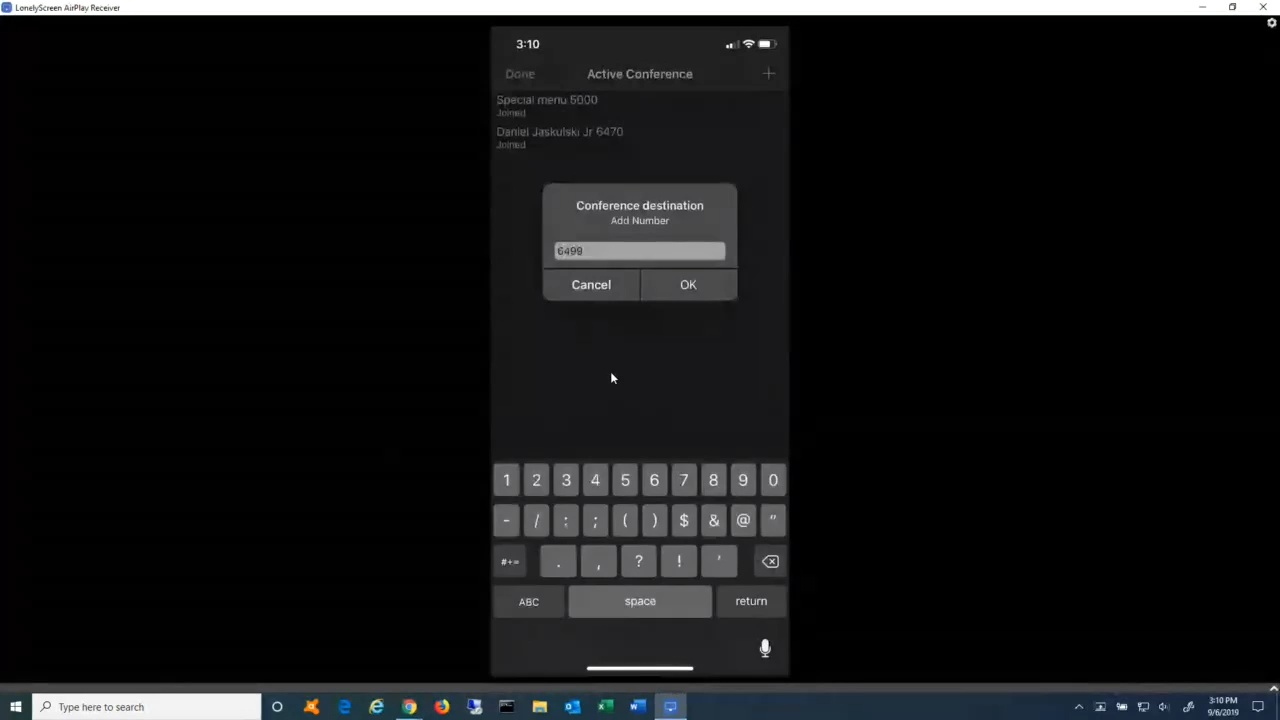 LonelyScreen AirPlay Receiver
3:10
Done Active Conference +
Special menu 5000
Joined
Daniel Jaskulski Jr 6470
Joined
Conference destination
Add Number
6499
Cancel OK
1 2 3 4 5 6 7 8 9 0
- / : ; ( ) $ & @ "
#+= . , ? ! '
ABC space return
Type here to search
3:10 PM
9/6/2019